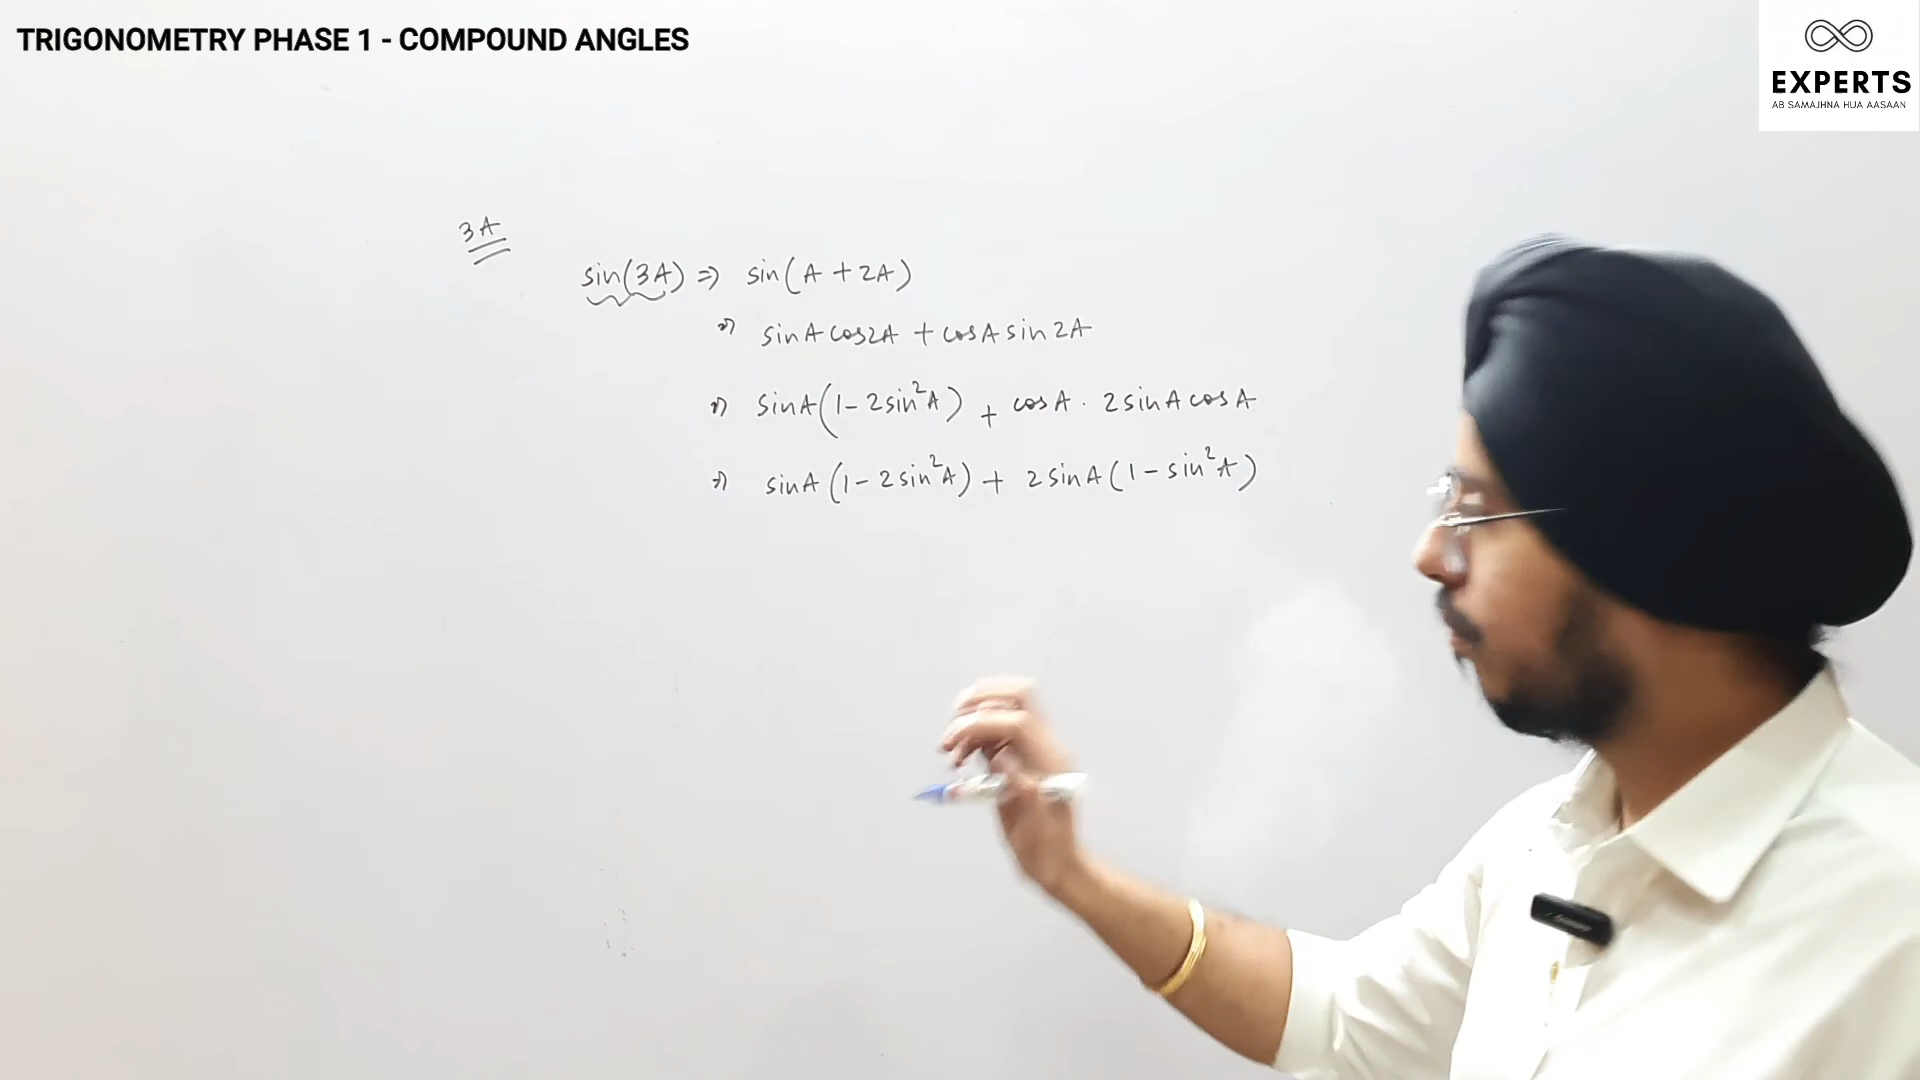 TRIGONOMETRY PHASE 1 - COMPOUND ANGLES
EXPERTS
AB SAMAJHNA HUA AASAAN
3A
sin(3A) ⇒ sin(A + 2A)
⇒ sinA cos2A + cosA sin2A
⇒ sinA(1 - 2sin²A) + cosA · 2sinA cosA
⇒ sinA(1 - 2sin²A) + 2sinA(1 - sin²A)